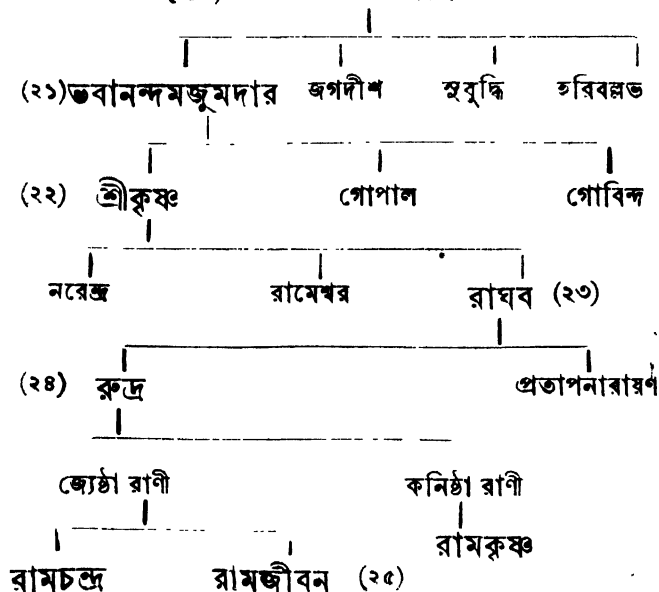 (২১) ভবানন্দমজুমদার জগদীশ সুবুদ্ধি হরিবল্লভ
(২২) শ্রীকৃষ্ণ গোপাল গোবিন্দ
নরেন্দ্র রামেশ্বর রাঘব (২৩)
(২৪) রুদ্র প্রতাপনারায়ণ
জ্যেষ্ঠা রাণী কনিষ্ঠা রাণী
রামকৃষ্ণ
রামচন্দ্র রামজীবন (২৫)